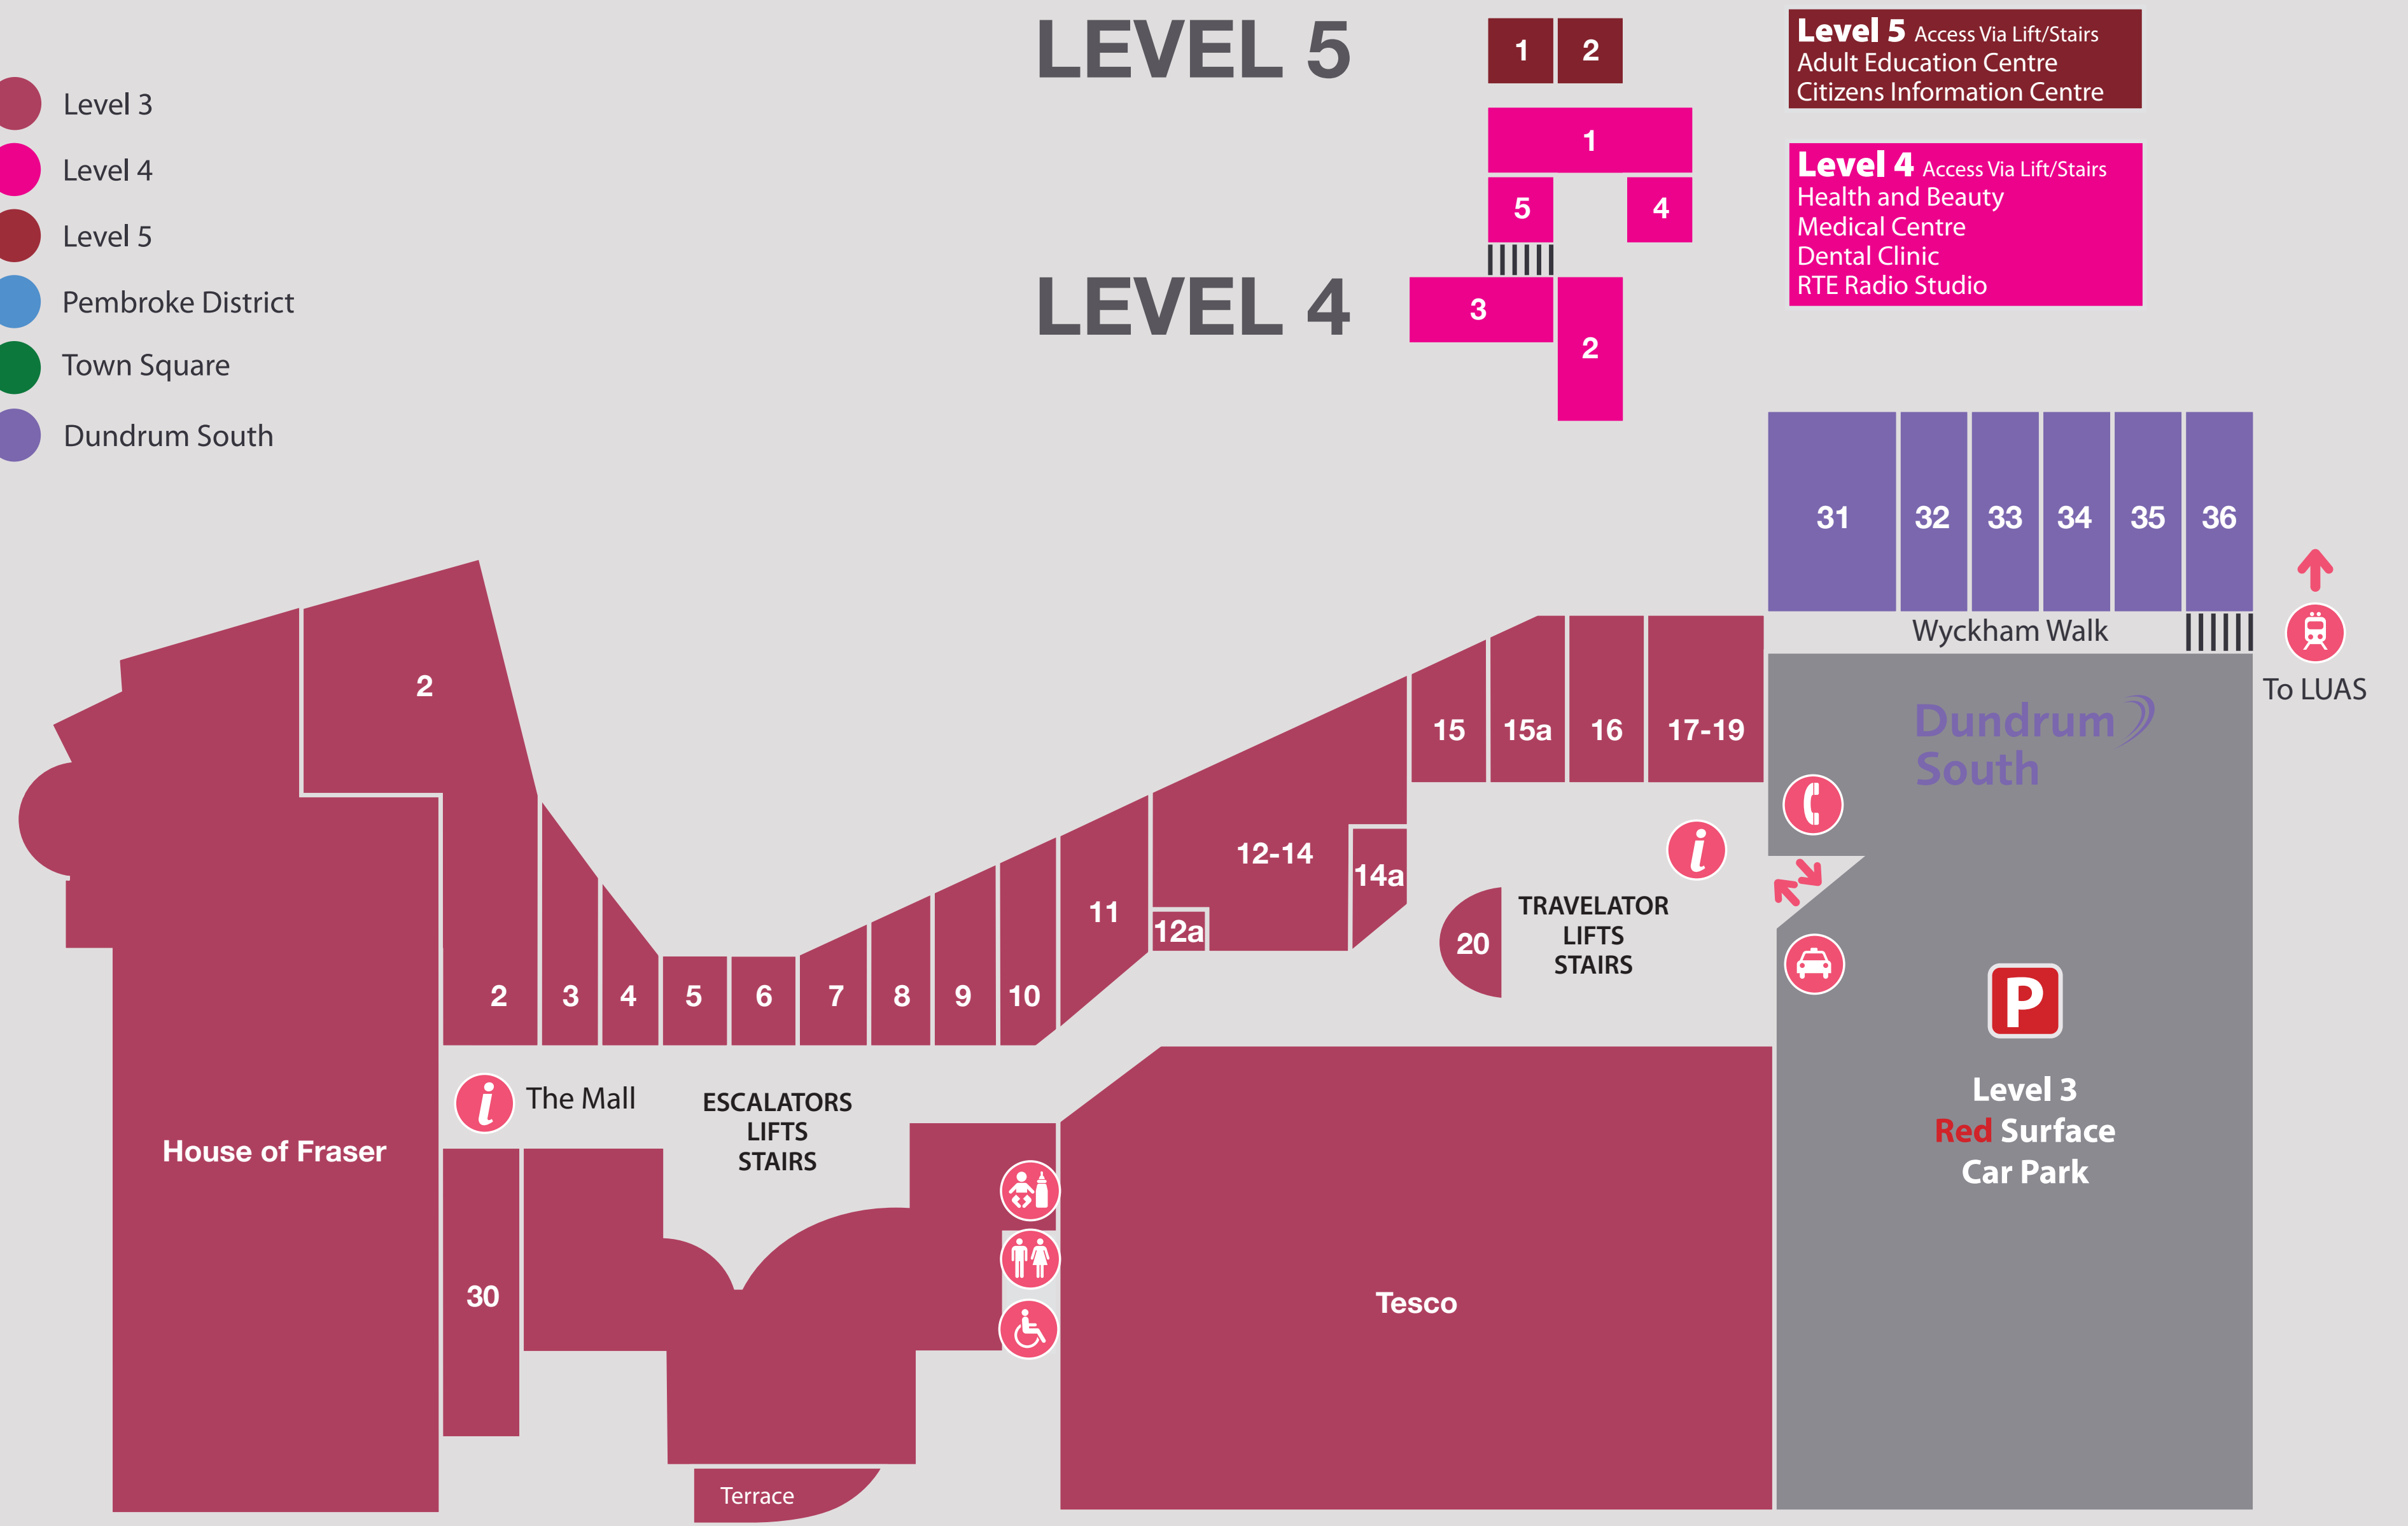 LEVEL 5
1
2
Level 5 Access Via Lift/Stairs
Adult Education Centre
Citizens Information Centre
Level 3
Level 4
Level 5
Pembroke District
Town Square
Dundrum South
1
5
4
LEVEL 4
3
2
Level 4 Access Via Lift/Stairs
Health and Beauty
Medical Centre
Dental Clinic
RTE Radio Studio
31
32
33
34
35
36
Wyckham Walk
To LUAS
Dundrum
South
2
15
15a
16
17-19
12-14
14a
11
12a
i
20
TRAVELATOR
LIFTS
STAIRS
2
3
4
5
6
7
8
9
10
P
Level 3
Red Surface
Car Park
i
The Mall
ESCALATORS
LIFTS
STAIRS
House of Fraser
30
Tesco
Terrace